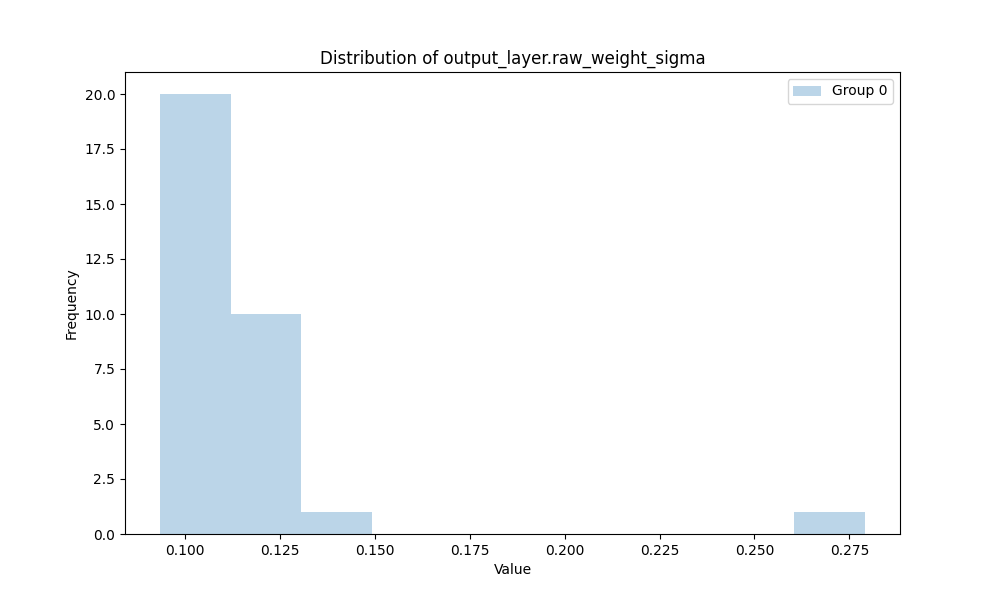 Distribution of output_layer.raw_weight_sigma
Group 0
20.0
17.5
15.0
12.5
10.0
7.5
5.0
2.5
0.0
Frequency
0.100 0.125 0.150 0.175 0.200 0.225 0.250 0.275
Value